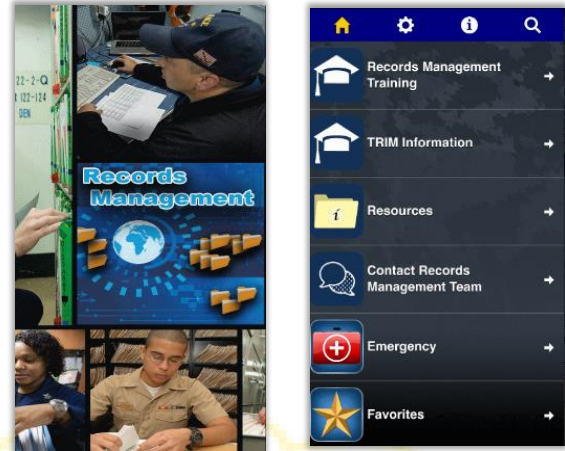 22-2-Q
122-124
DEN
Records
Management
Records Management
Training
TRIM Information
i
Resources
Contact Records
Management Team
Emergency
Favorites